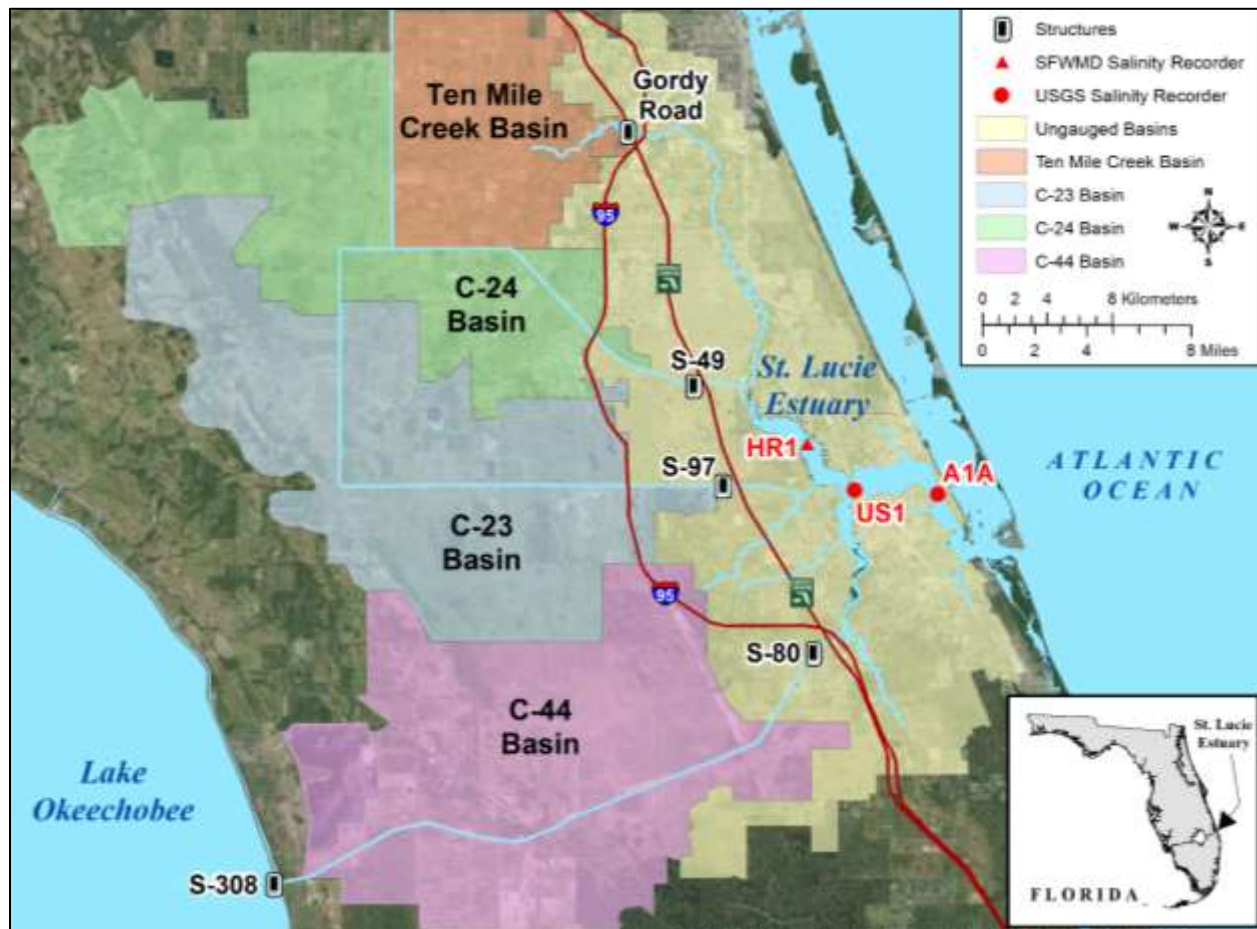 Structures
SFWMD Salinity Recorder
USGS Salinity Recorder
Ungauged Basins
Ten Mile Creek Basin
C-23 Basin
C-24 Basin
C-44 Basin
N
W
E
S
0 2 4 8 Kilometers
0 2 4 8 Miles
Ten Mile
Creek Basin
Gordy
Road
95
C-24
Basin
S-49
St. Lucie
Estuary
HR1
S-97
A1A
US1
ATLANTIC
OCEAN
C-23
Basin
95
S-80
C-44
Basin
Lake
Okeechobee
S-308
St. Lucie
Estuary
FLORIDA